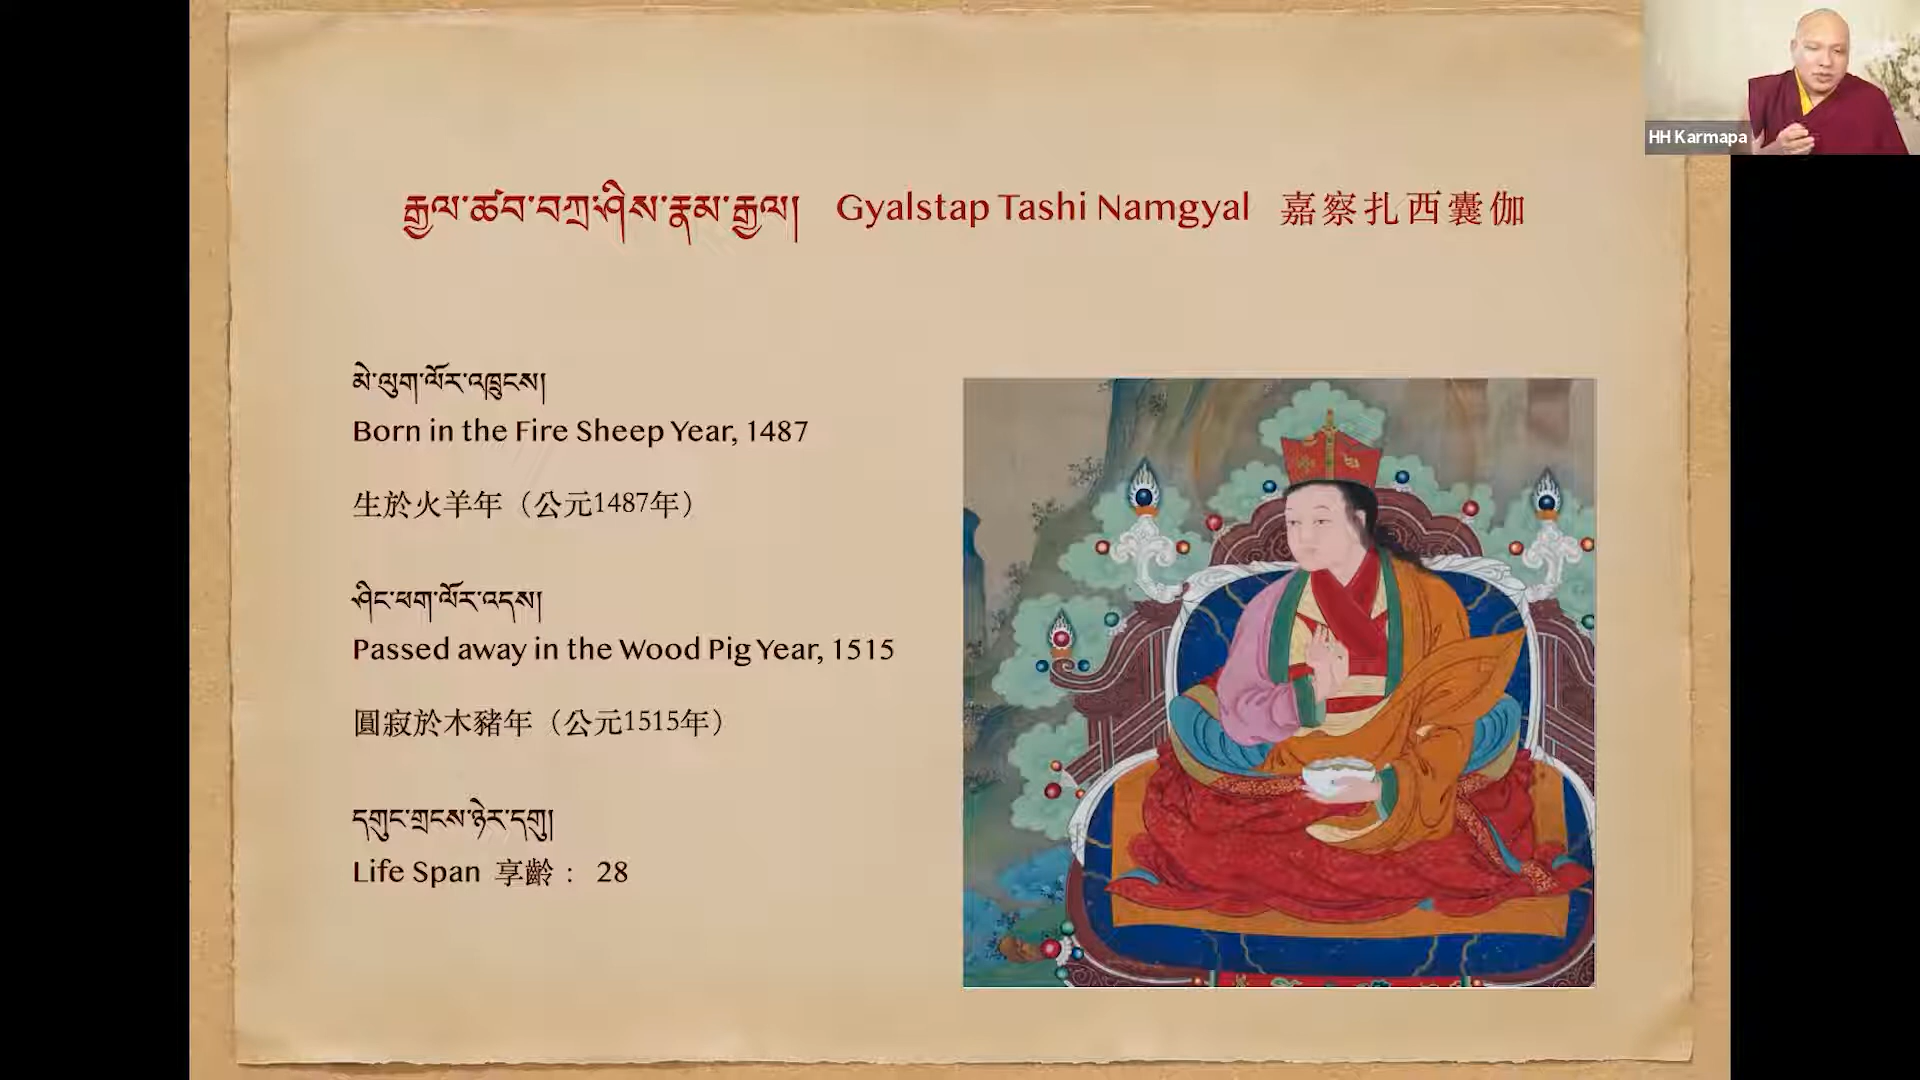 རྒྱལ་ཚབ་བཀྲ་ཤིས་རྣམ་རྒྱལ། Gyalstap Tashi Namgyal 嘉察扎西囊伽
HH Karmapa
མེ་ལུག་ལོར་འཁྲུངས།
Born in the Fire Sheep Year, 1487
生於火羊年（公元1487年）
ཤིང་ཕག་ལོར་འདས།
Passed away in the Wood Pig Year, 1515
圓寂於木豬年（公元1515年）
དགུང་གྲངས་ཉེར་དགུ།
Life Span 享齡： 28